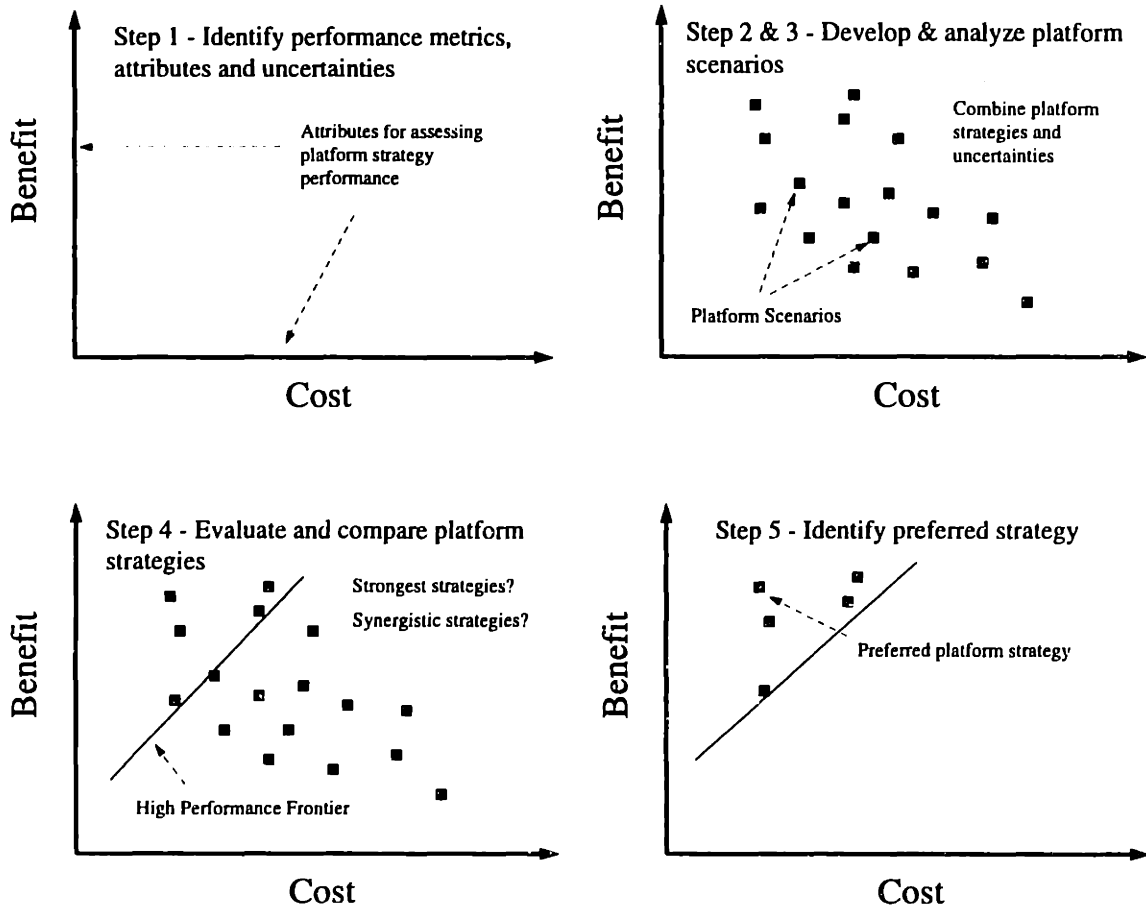 Step 1 - Identify performance metrics,
attributes and uncertainties
Attributes for assessing
platform strategy
performance
Benefit
Cost
Step 2 & 3 - Develop & analyze platform
scenarios
Combine platform
strategies and
uncertainties
Platform Scenarios
Benefit
Cost
Step 4 - Evaluate and compare platform
strategies
Strongest strategies?
Synergistic strategies?
High Performance Frontier
Benefit
Cost
Step 5 - Identify preferred strategy
Preferred platform strategy
Benefit
Cost